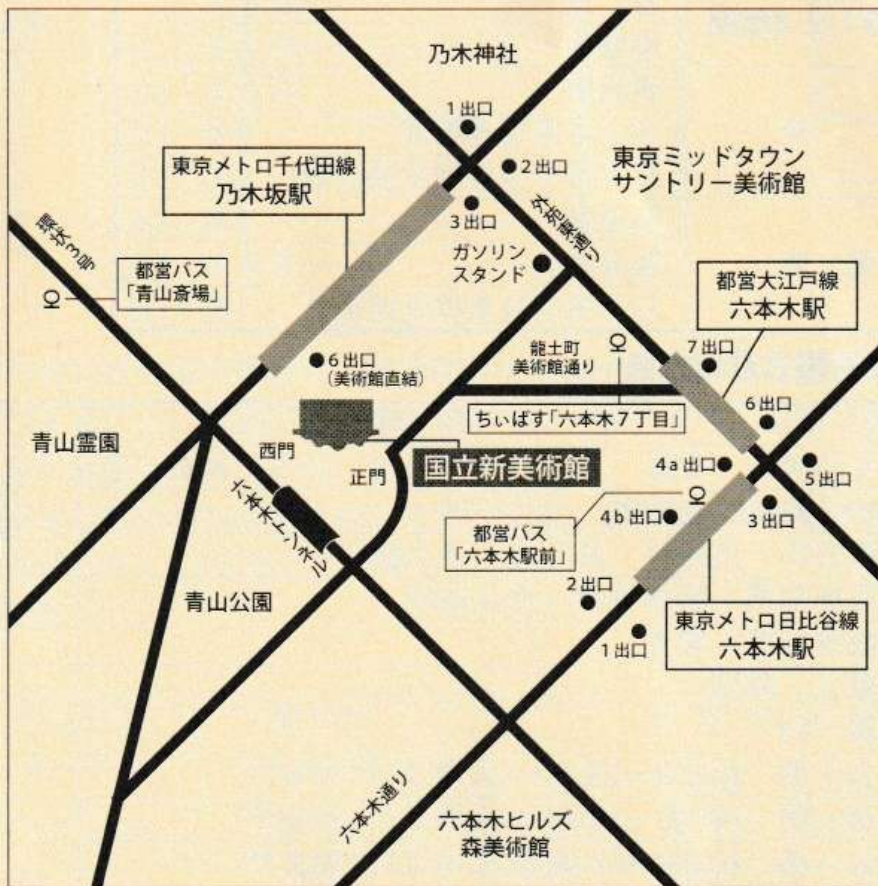 乃木神社
1出口
東京メトロ千代田線
乃木坂駅
2出口
東京ミッドタウン
サントリー美術館
3出口
外苑東通り
環状3号
都営バス
「青山斎場」
ガソリン
スタンド
都営大江戸線
六本木駅
6出口
(美術館直結)
龍土町
美術館通り
7出口
ちぃばす「六本木7丁目」
6出口
青山霊園
西門
正門
国立新美術館
4a出口
5出口
六本木トンネル
都営バス
「六本木駅前」
4b出口
3出口
青山公園
2出口
1出口
東京メトロ日比谷線
六本木駅
六本木通り
六本木ヒルズ
森美術館